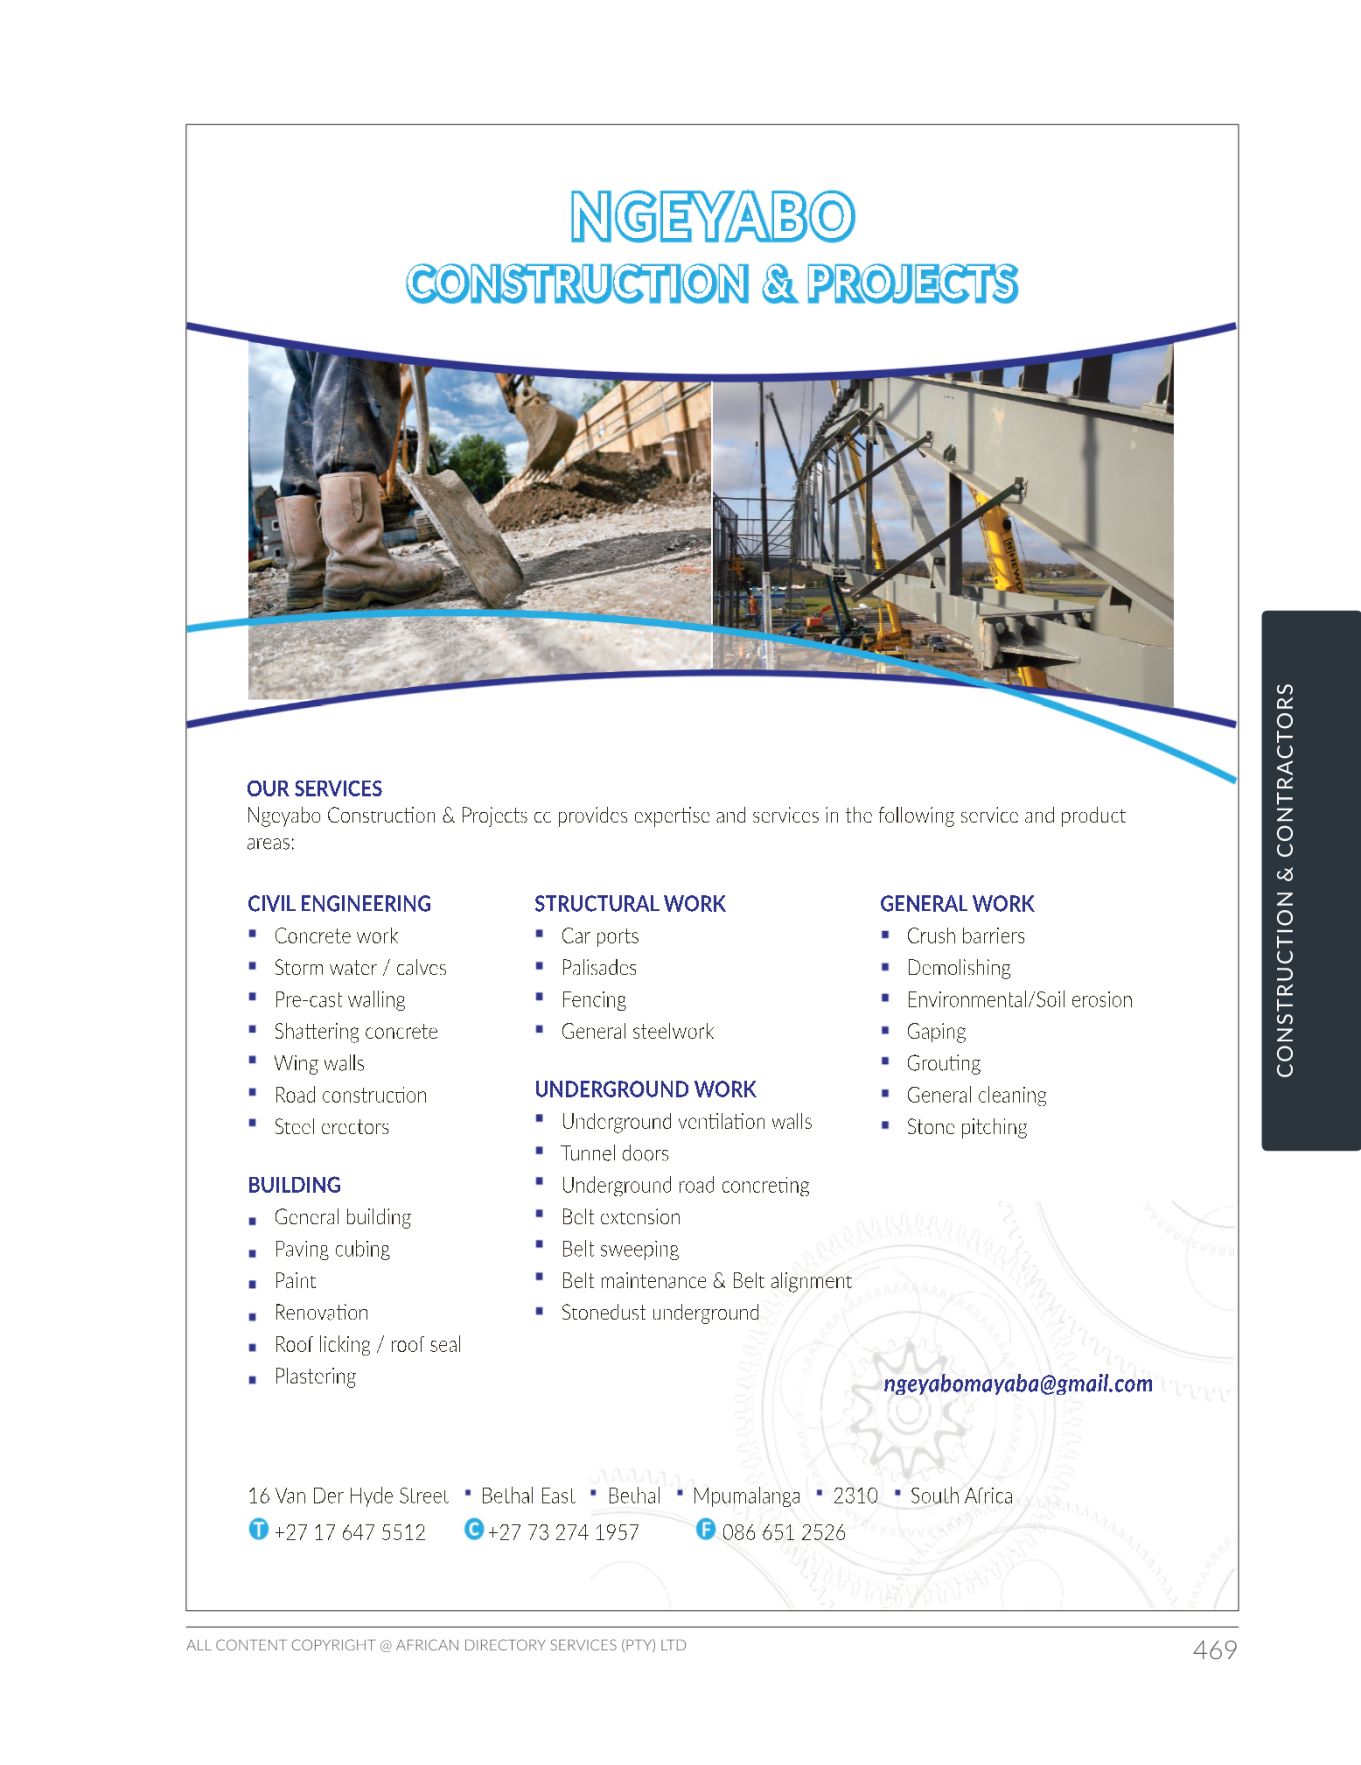 NGEYABO
CONSTRUCTION & PROJECTS
OUR SERVICES
Ngeyabo Construction & Projects cc provides expertise and services in the following service and product
areas:
CIVIL ENGINEERING
Concrete work
Storm water / calves
Pre-cast walling
Shattering concrete
Wing walls
Road construction
Steel erectors
BUILDING
General building
Paving cubing
Paint
Renovation
Roof licking / roof seal
Plastering
STRUCTURAL WORK
Car ports
Palisades
Fencing
General steelwork
UNDERGROUND WORK
Underground ventilation walls
Tunnel doors
Underground road concreting
Belt extension
Belt sweeping
Belt maintenance & Belt alignment
Stonedust underground
GENERAL WORK
Crush barriers
Demolishing
Environmental/Soil erosion
Gaping
Grouting
General cleaning
Stone pitching
ngeyabomayaba@gmail.com
16 Van Der Hyde Street ▪ Bethal East ▪ Bethal ▪ Mpumalanga ▪ 2310 ▪ South Africa
T +27 17 647 5512 C +27 73 274 1957 F 086 651 2526
CONSTRUCTION & CONTRACTORS
ALL CONTENT COPYRIGHT @ AFRICAN DIRECTORY SERVICES (PTY) LTD
469